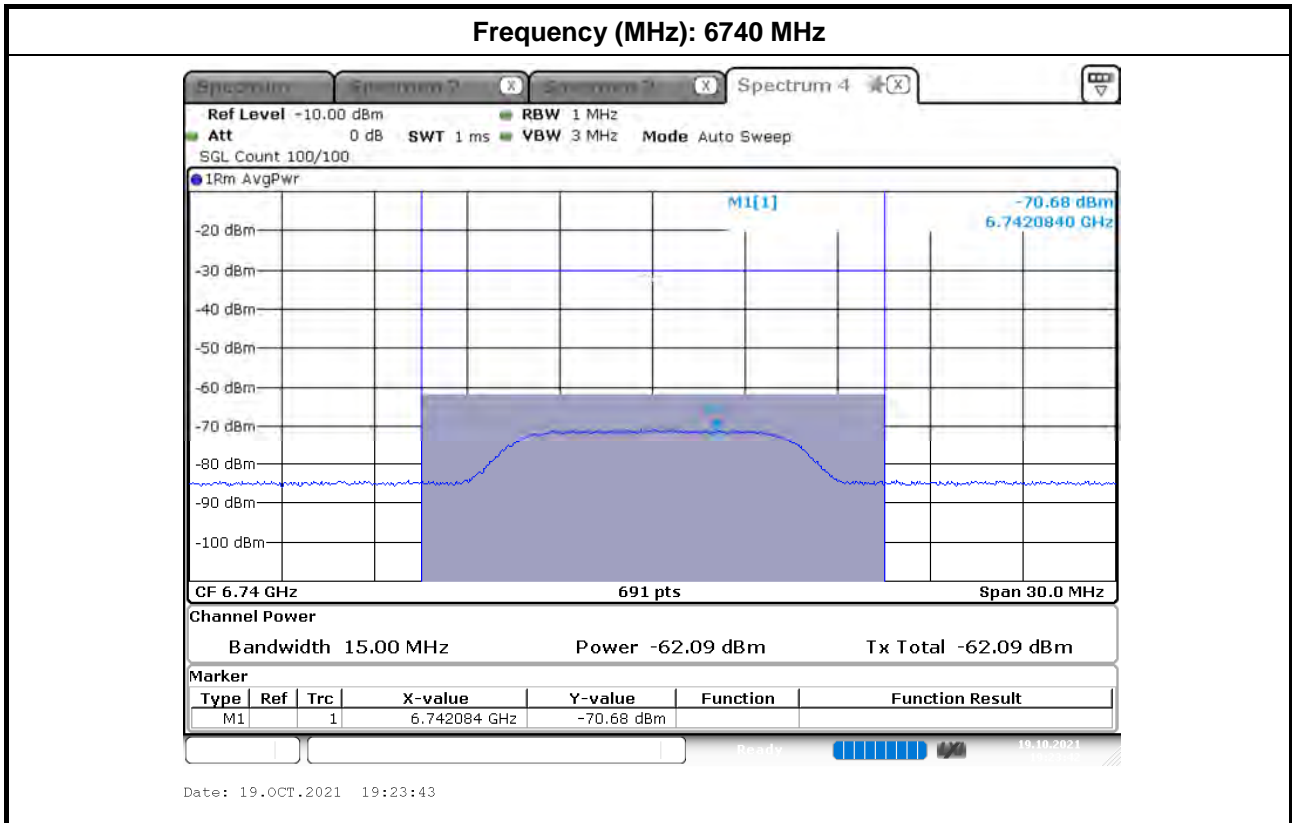 Frequency (MHz): 6740 MHz
Spectrum 4 X
Ref Level -10.00 dBm RBW 1 MHz
Att 0 dB SWT 1 ms VBW 3 MHz Mode Auto Sweep
SGL Count 100/100
1Rm AvgPwr
M1[1] -70.68 dBm
6.7420840 GHz
-20 dBm
-30 dBm
-40 dBm
-50 dBm
-60 dBm
-70 dBm
-80 dBm
-90 dBm
-100 dBm
CF 6.74 GHz 691 pts Span 30.0 MHz
Channel Power
Bandwidth 15.00 MHz Power -62.09 dBm Tx Total -62.09 dBm
Marker
Type Ref Trc X-value Y-value Function Function Result
M1 1 6.742084 GHz -70.68 dBm
Ready 19.10.2021
Date: 19.OCT.2021 19:23:43